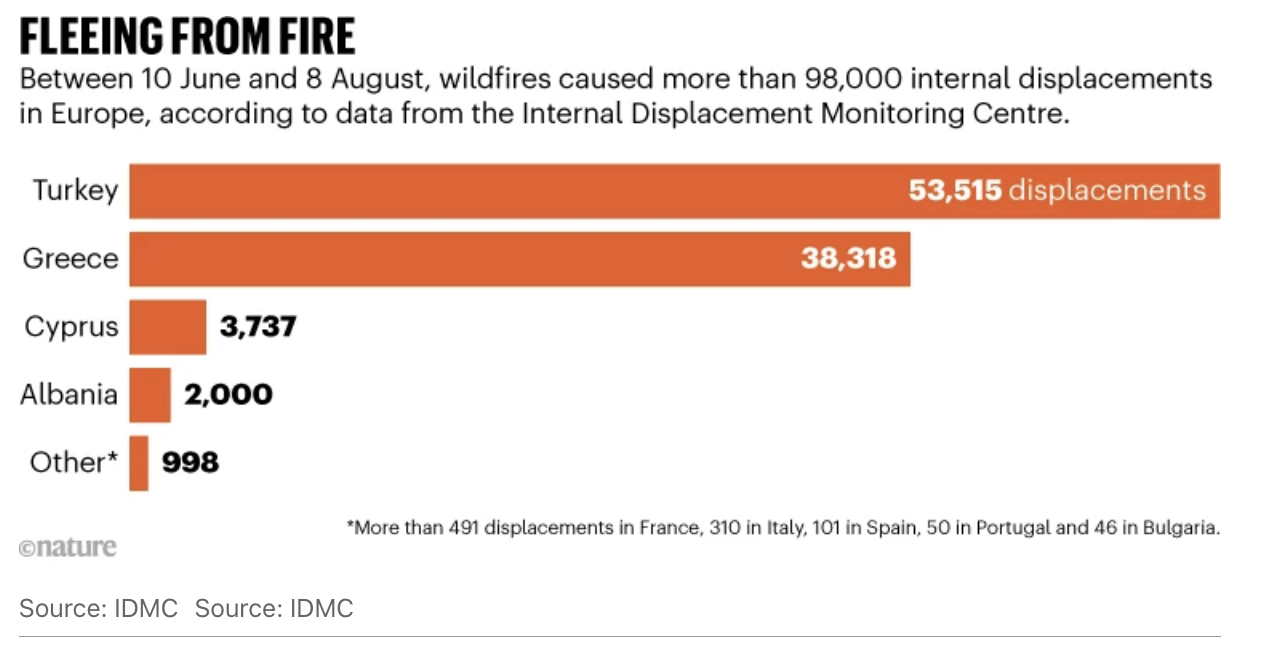 FLEEING FROM FIRE
Between 10 June and 8 August, wildfires caused more than 98,000 internal displacements
in Europe, according to data from the Internal Displacement Monitoring Centre.
Turkey 53,515 displacements
Greece 38,318
Cyprus 3,737
Albania 2,000
Other* 998
*More than 491 displacements in France, 310 in Italy, 101 in Spain, 50 in Portugal and 46 in Bulgaria.
©nature
Source: IDMC Source: IDMC